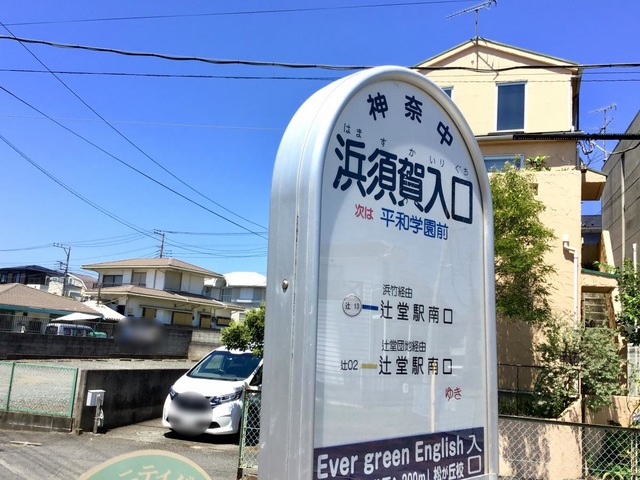 神奈中
はますかいりぐち
浜須賀入口
次は 平和学園前
浜竹経由
辻13 辻堂駅南口
辻堂団地経由
辻02 辻堂駅南口
ゆき
Ever green English 入口
松が丘校